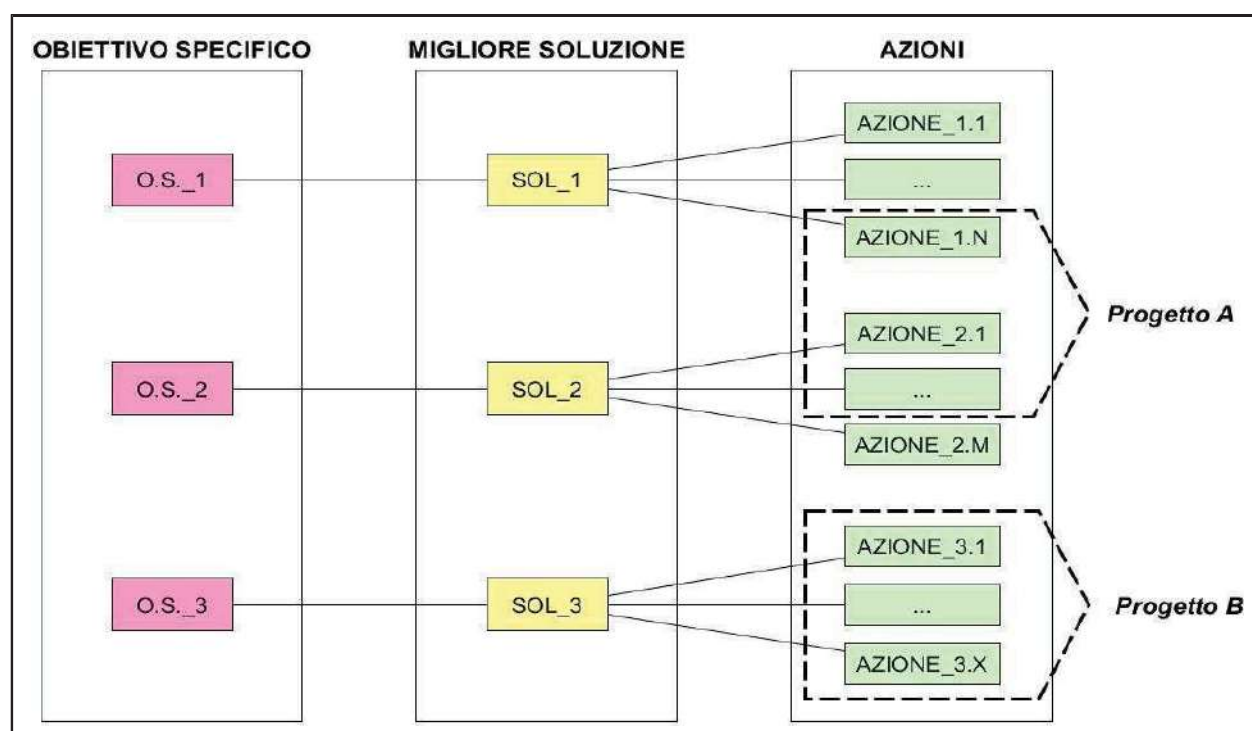 OBIETTIVO SPECIFICO MIGLIORE SOLUZIONE AZIONI
AZIONE_1.1
O.S._1 SOL_1 ...
AZIONE_1.N
Progetto A
AZIONE_2.1
O.S._2 SOL_2 ...
AZIONE_2.M
AZIONE_3.1
O.S._3 SOL_3 ...
Progetto B
AZIONE_3.X